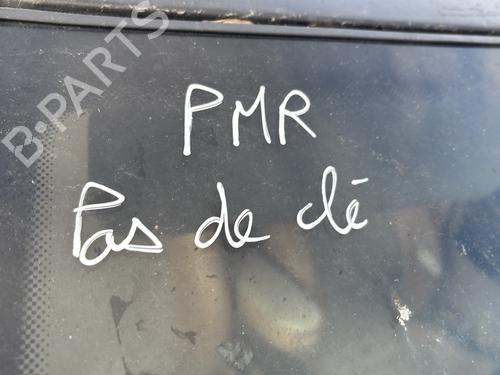 B-PARTS
PMR
Pas de clé